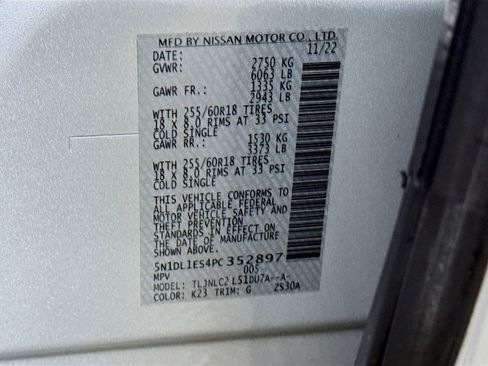 MFD BY NISSAN MOTOR CO., LTD.
DATE: 11/22
GVWR: 2750 KG
6063 LB
GAWR FR.: 1335 KG
2943 LB
WITH 255/60R18 TIRES
18 X 8.0 RIMS AT 33 PSI
COLD SINGLE
GAWR RR.: 1530 KG
3373 LB
WITH 255/60R18 TIRES
18 X 8.0 RIMS AT 33 PSI
COLD SINGLE
THIS VEHICLE CONFORMS TO
ALL APPLICABLE FEDERAL
MOTOR VEHICLE SAFETY AND
THEFT PREVENTION
STANDARDS IN EFFECT ON
THE DATE OF MANUFACTURE
SHOWN ABOVE.
5N1DL1ES4PC352897
MPV 005
MODEL: TLJNLC2 LS1DU7A--A-
COLOR: K23 TRIM: G ZS30A